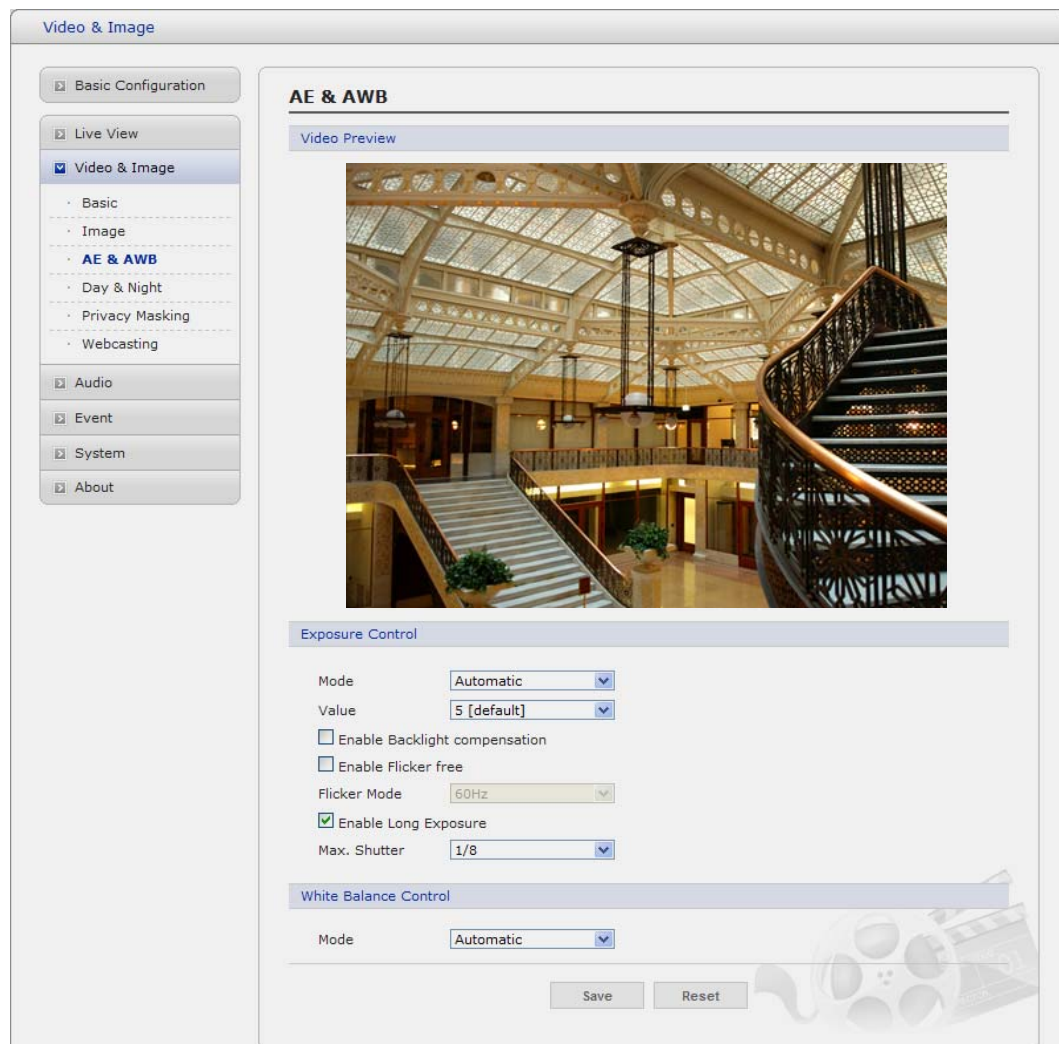 Video & Image
Basic Configuration
Live View
Video & Image
Basic
Image
AE & AWB
Day & Night
Privacy Masking
Webcasting
Audio
Event
System
About
AE & AWB
Video Preview
Exposure Control
Mode Automatic
Value 5 [default]
Enable Backlight compensation
Enable Flicker free
Flicker Mode 60Hz
Enable Long Exposure
Max. Shutter 1/8
White Balance Control
Mode Automatic
Save Reset